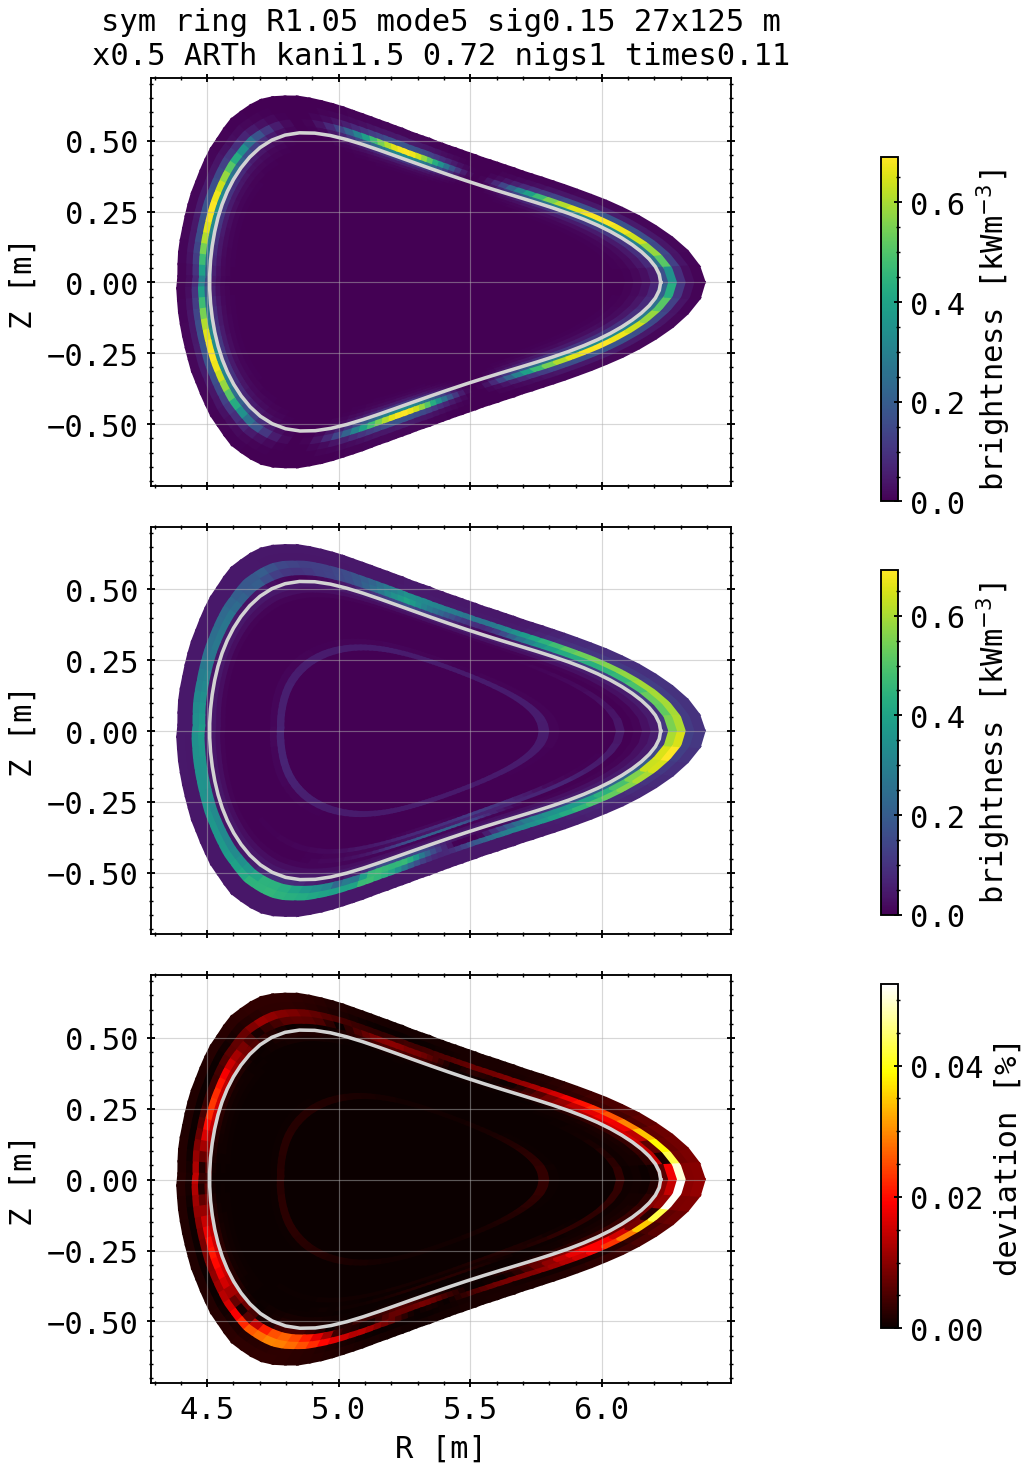 sym ring R1.05 mode5 sig0.15 27x125 m
x0.5 ARTh kani1.5 0.72 nigs1 times0.11
0.50
0.25
0.00
−0.25
−0.50
Z [m]
0.6
0.4
0.2
0.0
brightness [kWm⁻³]
0.50
0.25
0.00
−0.25
−0.50
Z [m]
0.6
0.4
0.2
0.0
brightness [kWm⁻³]
0.50
0.25
0.00
−0.25
−0.50
Z [m]
0.04
0.02
0.00
deviation [%]
4.5 5.0 5.5 6.0
R [m]